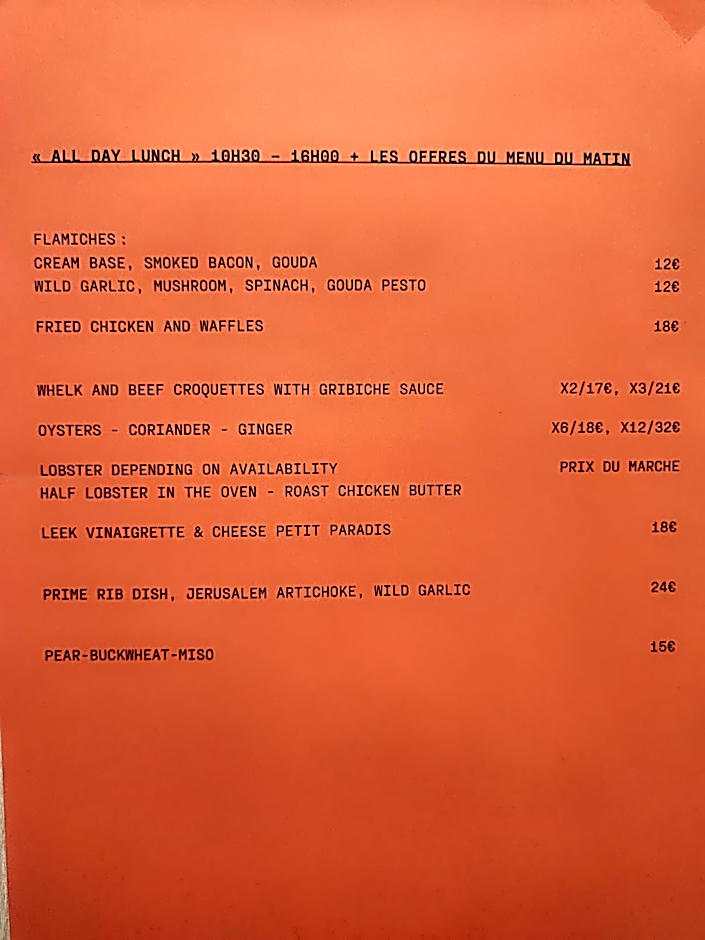 « ALL DAY LUNCH » 10H30 – 16H00 + LES OFFRES DU MENU DU MATIN
FLAMICHES :
CREAM BASE, SMOKED BACON, GOUDA 12€
WILD GARLIC, MUSHROOM, SPINACH, GOUDA PESTO 12€
FRIED CHICKEN AND WAFFLES 18€
WHELK AND BEEF CROQUETTES WITH GRIBICHE SAUCE X2/17€, X3/21€
OYSTERS - CORIANDER - GINGER X6/18€, X12/32€
LOBSTER DEPENDING ON AVAILABILITY PRIX DU MARCHE
HALF LOBSTER IN THE OVEN - ROAST CHICKEN BUTTER
LEEK VINAIGRETTE & CHEESE PETIT PARADIS 18€
PRIME RIB DISH, JERUSALEM ARTICHOKE, WILD GARLIC 24€
PEAR-BUCKWHEAT-MISO 15€